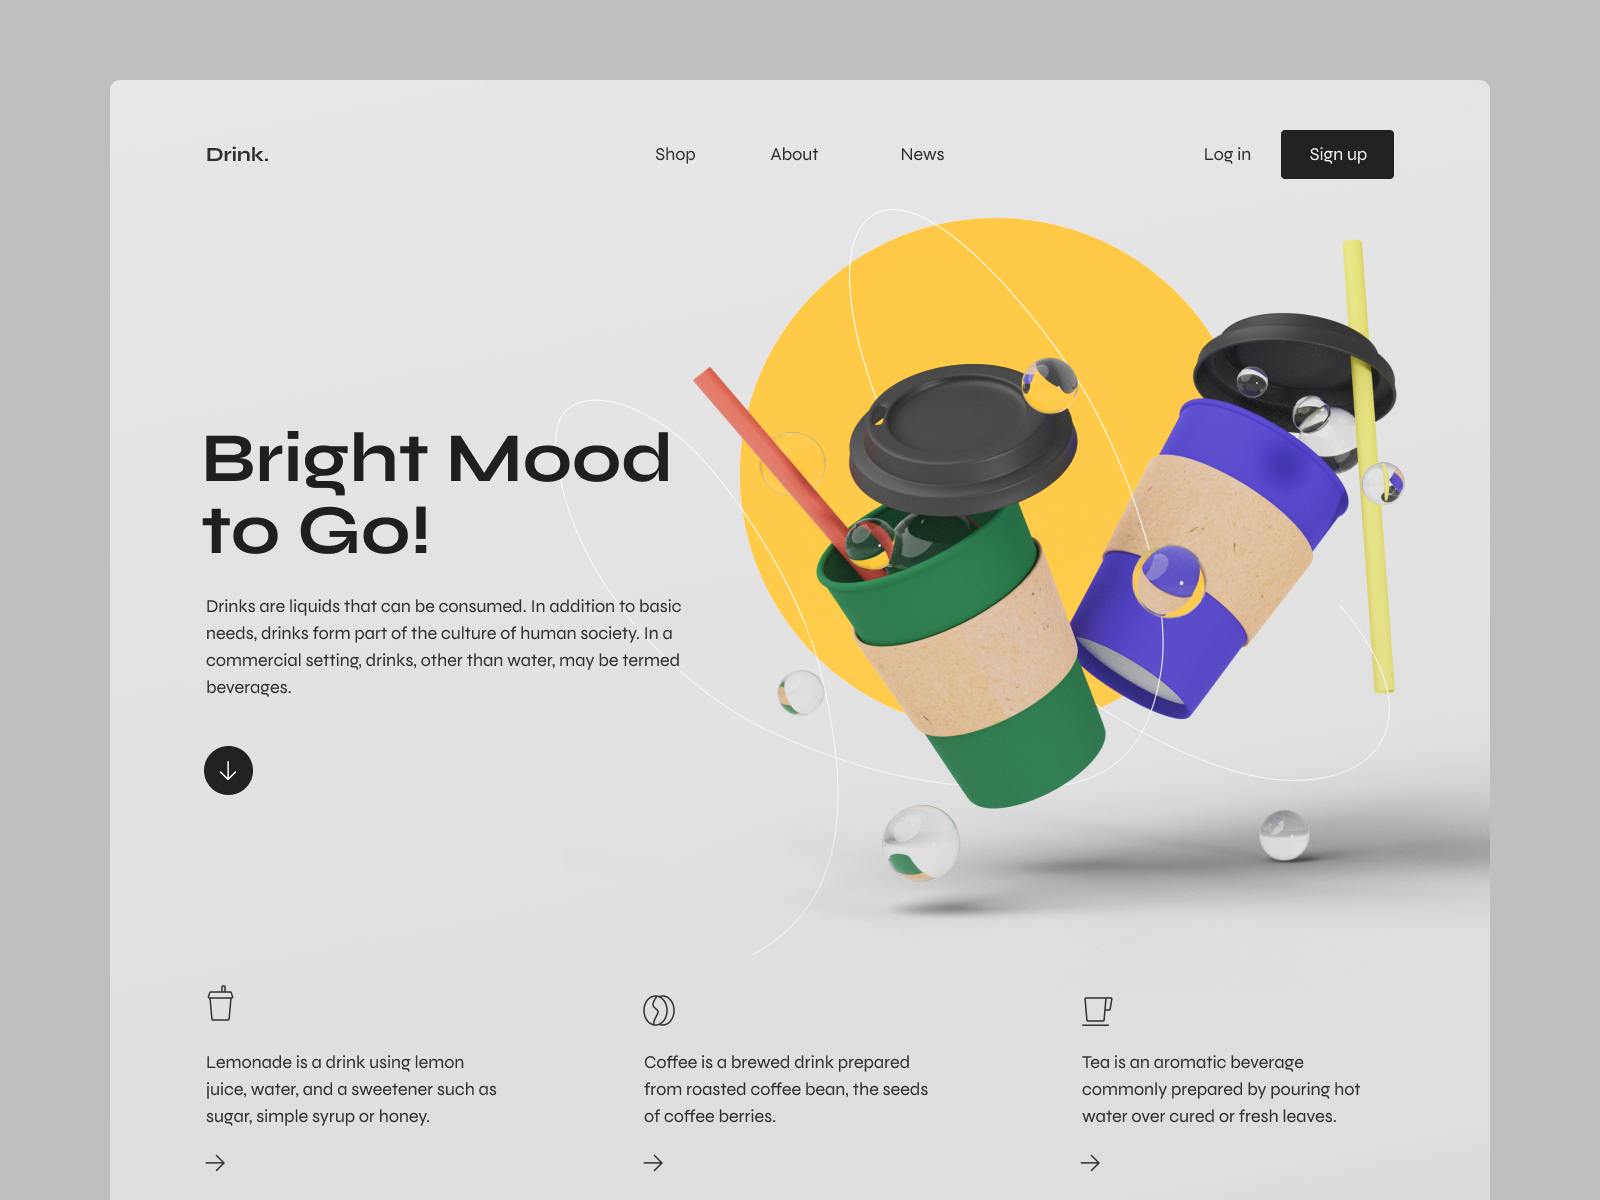 Drink.
Shop
About
News
Log in
Sign up
Bright Mood
to Go!
Drinks are liquids that can be consumed. In addition to basic
needs, drinks form part of the culture of human society. In a
commercial setting, drinks, other than water, may be termed
beverages.
Lemonade is a drink using lemon
juice, water, and a sweetener such as
sugar, simple syrup or honey.
Coffee is a brewed drink prepared
from roasted coffee bean, the seeds
of coffee berries.
Tea is an aromatic beverage
commonly prepared by pouring hot
water over cured or fresh leaves.